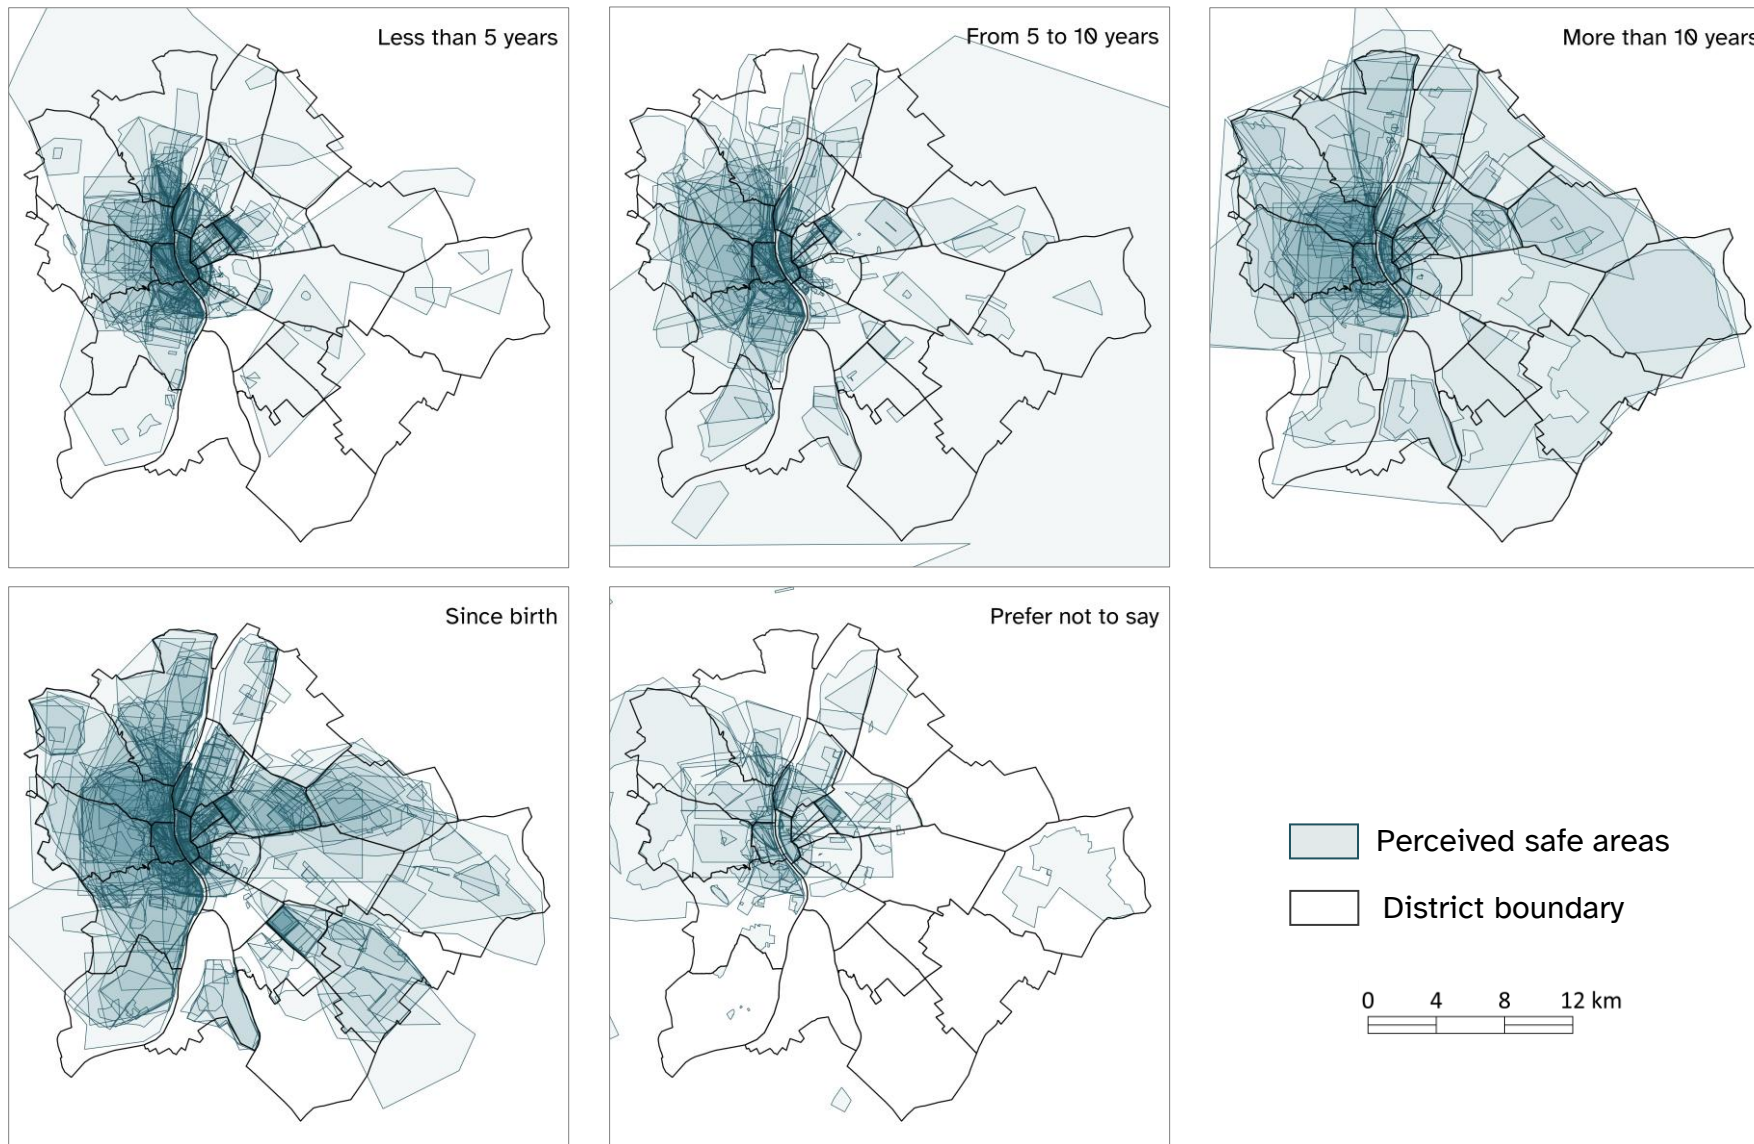 Less than 5 years
From 5 to 10 years
More than 10 years
Since birth
Prefer not to say
Perceived safe areas
District boundary
0 4 8 12 km